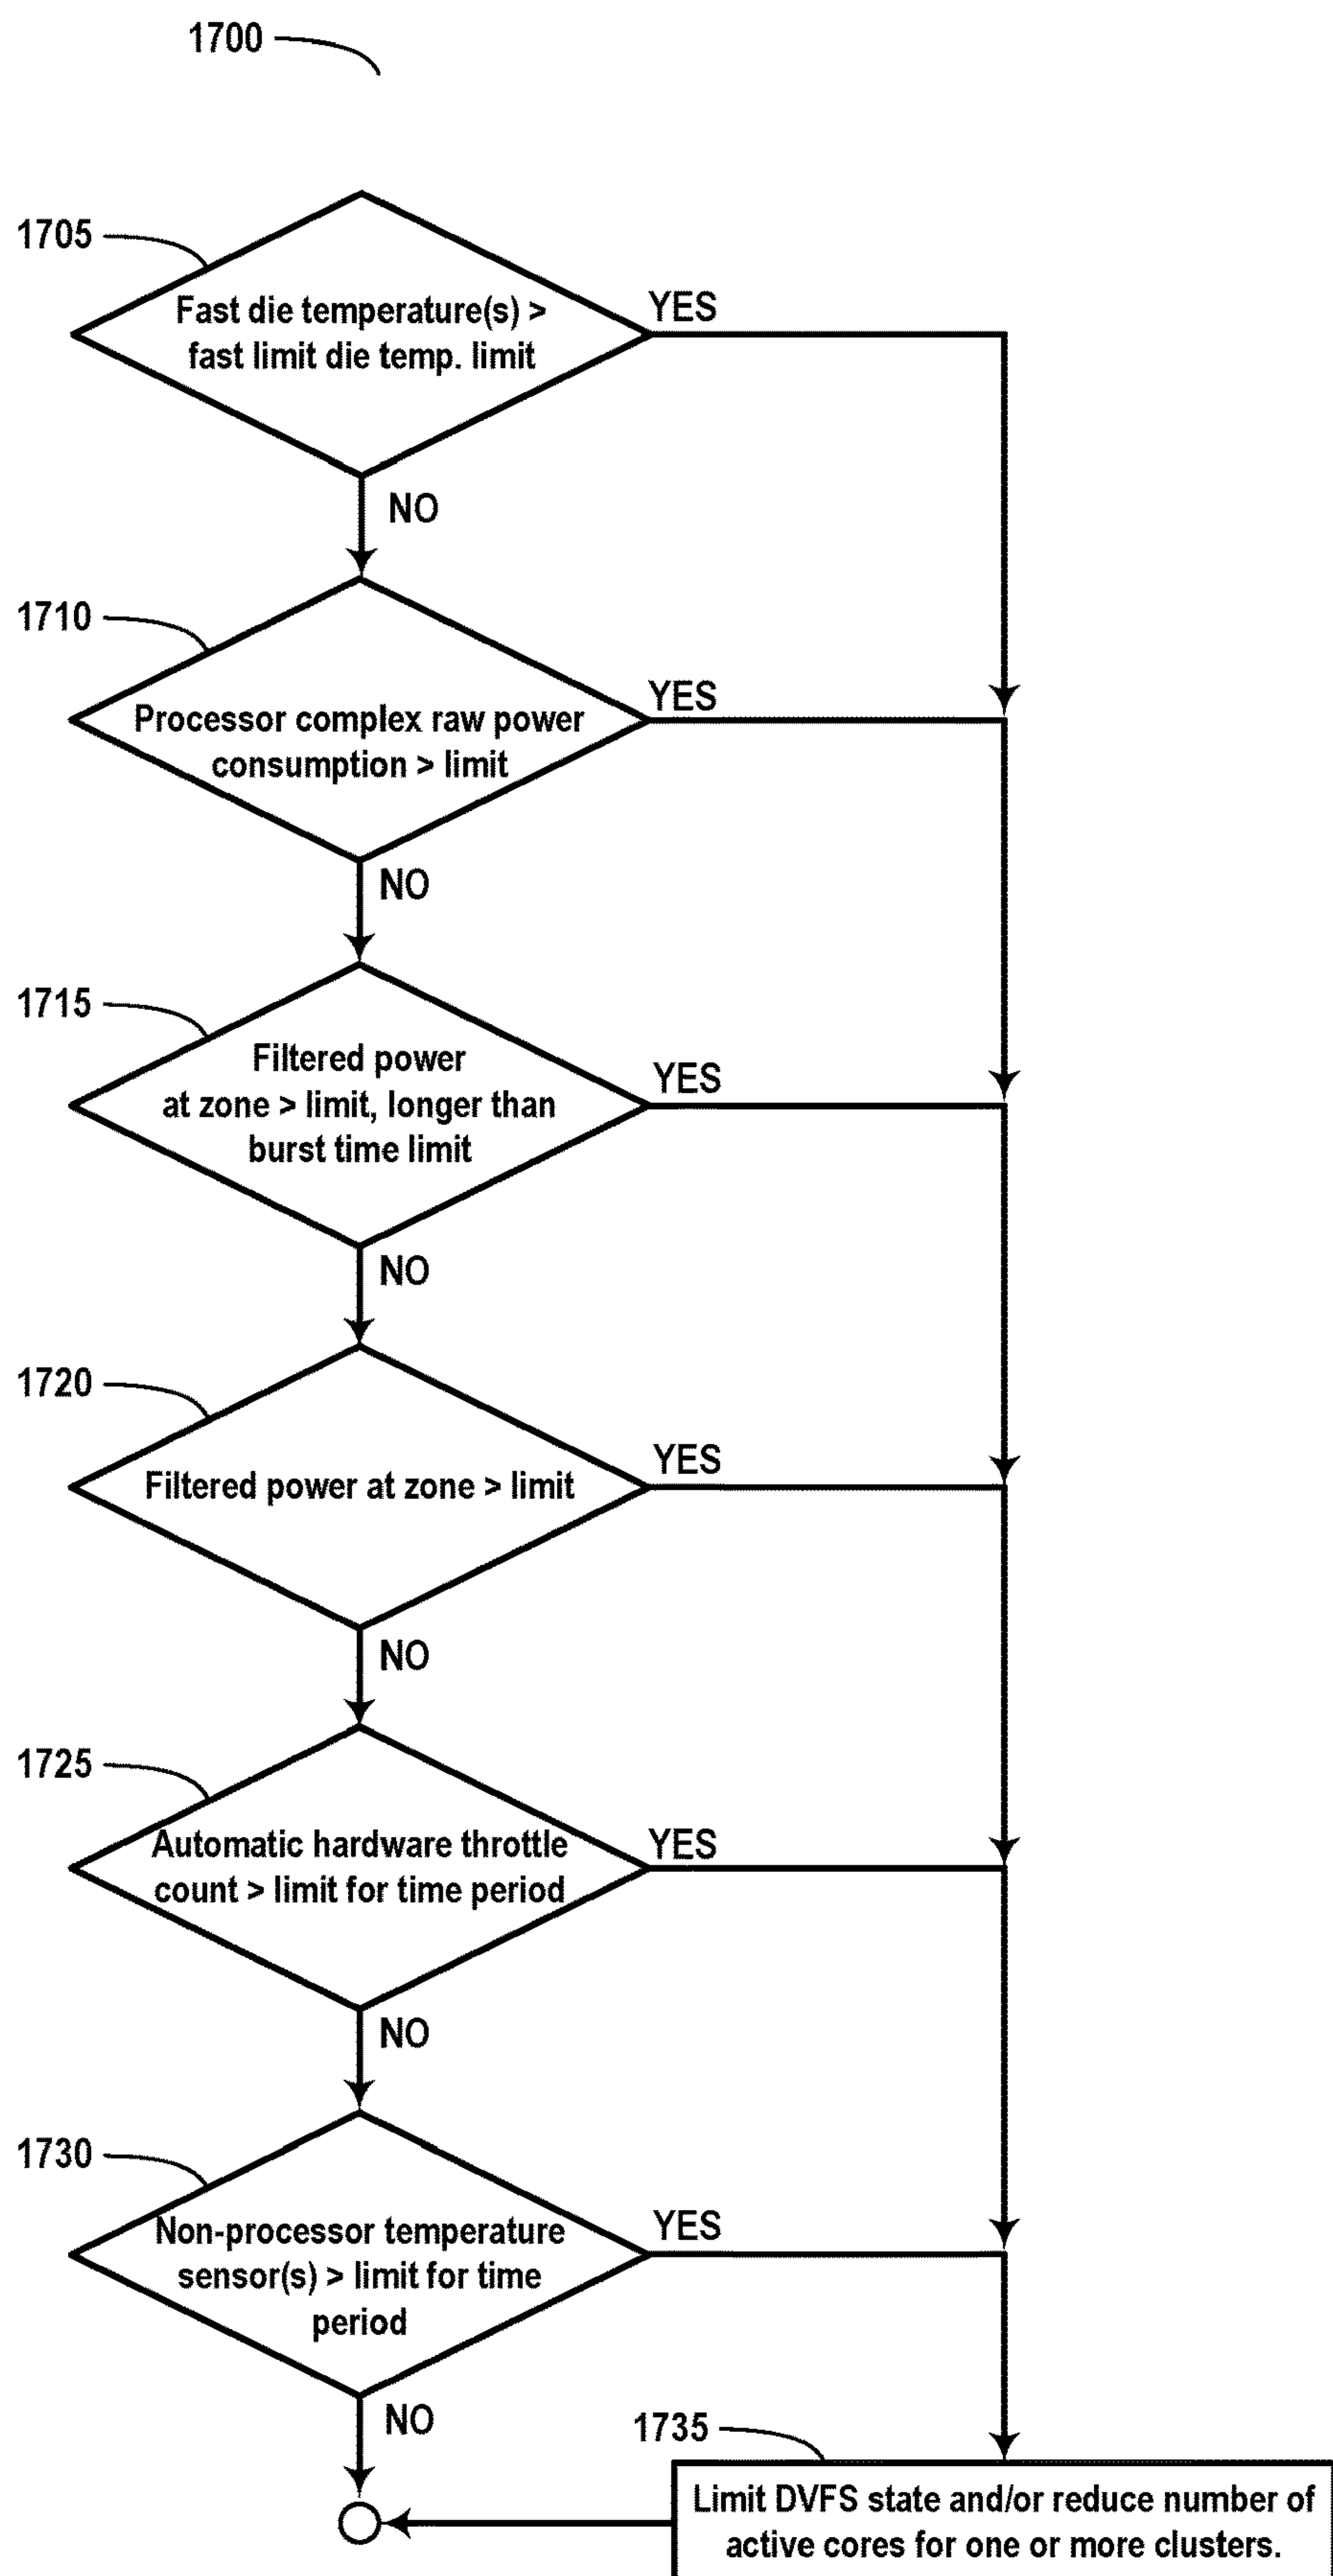 1700
1705
Fast die temperature(s) >
fast limit die temp. limit
YES
NO
1710
Processor complex raw power
consumption > limit
YES
NO
1715
Filtered power
at zone > limit, longer than
burst time limit
YES
NO
1720
Filtered power at zone > limit
YES
NO
1725
Automatic hardware throttle
count > limit for time period
YES
NO
1730
Non-processor temperature
sensor(s) > limit for time
period
YES
NO
1735
Limit DVFS state and/or reduce number of
active cores for one or more clusters.